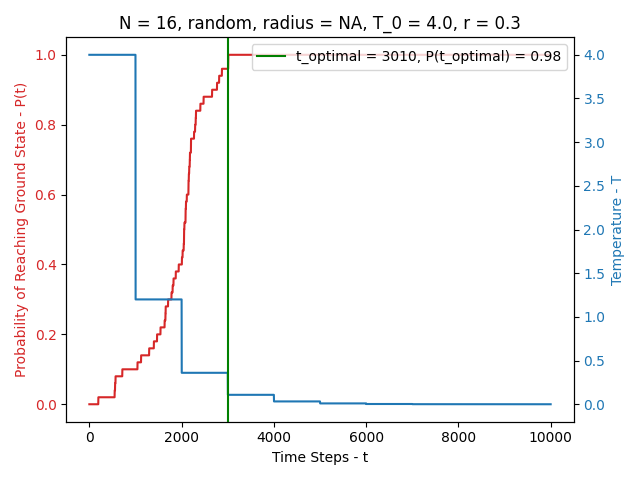 N = 16, random, radius = NA, T_0 = 4.0, r = 0.3
t_optimal = 3010, P(t_optimal) = 0.98
Probability of Reaching Ground State - P(t)
1.0
0.8
0.6
0.4
0.2
0.0
4.0
3.5
3.0
2.5
2.0
1.5
1.0
0.5
0.0
Temperature - T
0 2000 4000 6000 8000 10000
Time Steps - t